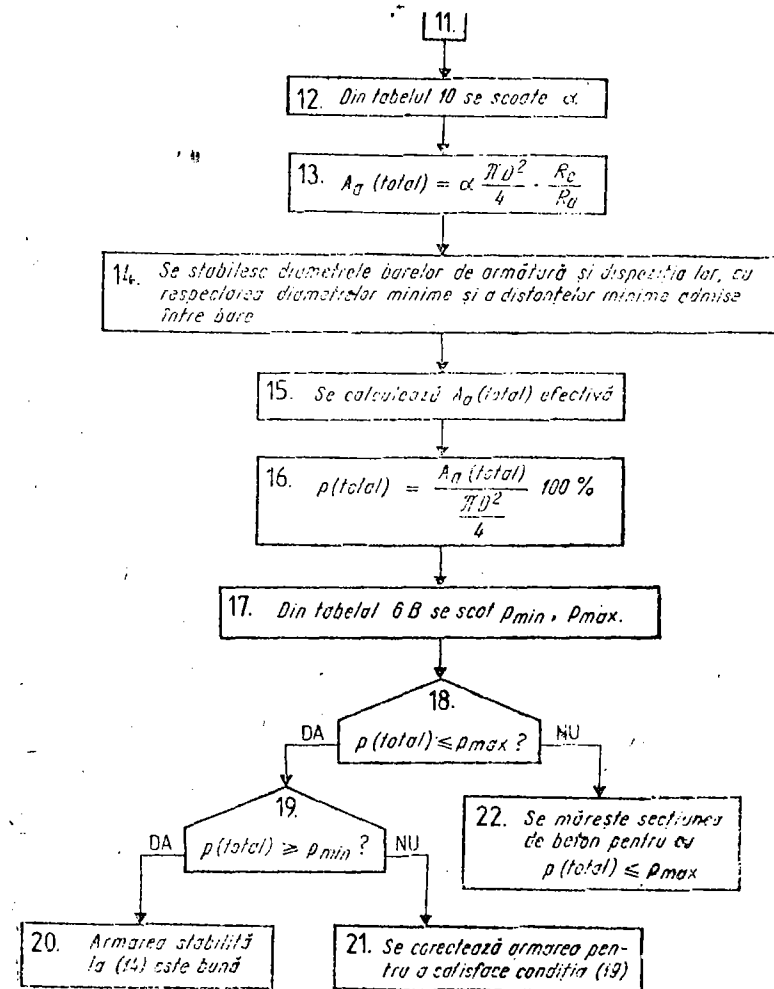 11.
12. Din tabelul 10 se scoate α
13. Aa (total) = α πD²/4 · Rc/Ra
14. Se stabilesc diametrele barelor de armătură și dispoziția lor, cu
respectarea diametrelor minime și a distanțelor minime admise
între bare
15. Se calculează Aa (total) efectivă
16. p(total) = Aa (total) / (πD²/4) 100 %
17. Din tabelul 6B se scot pmin, pmax.
18.
p(total) ≤ pmax ?
DA
NU
19.
p(total) ≥ pmin ?
DA
NU
22. Se mărește secțiunea
de beton pentru ca
p(total) ≤ pmax
20. Armarea stabilită
la (14) este bună
21. Se corectează armarea pen-
tru a satisface condiția (19)